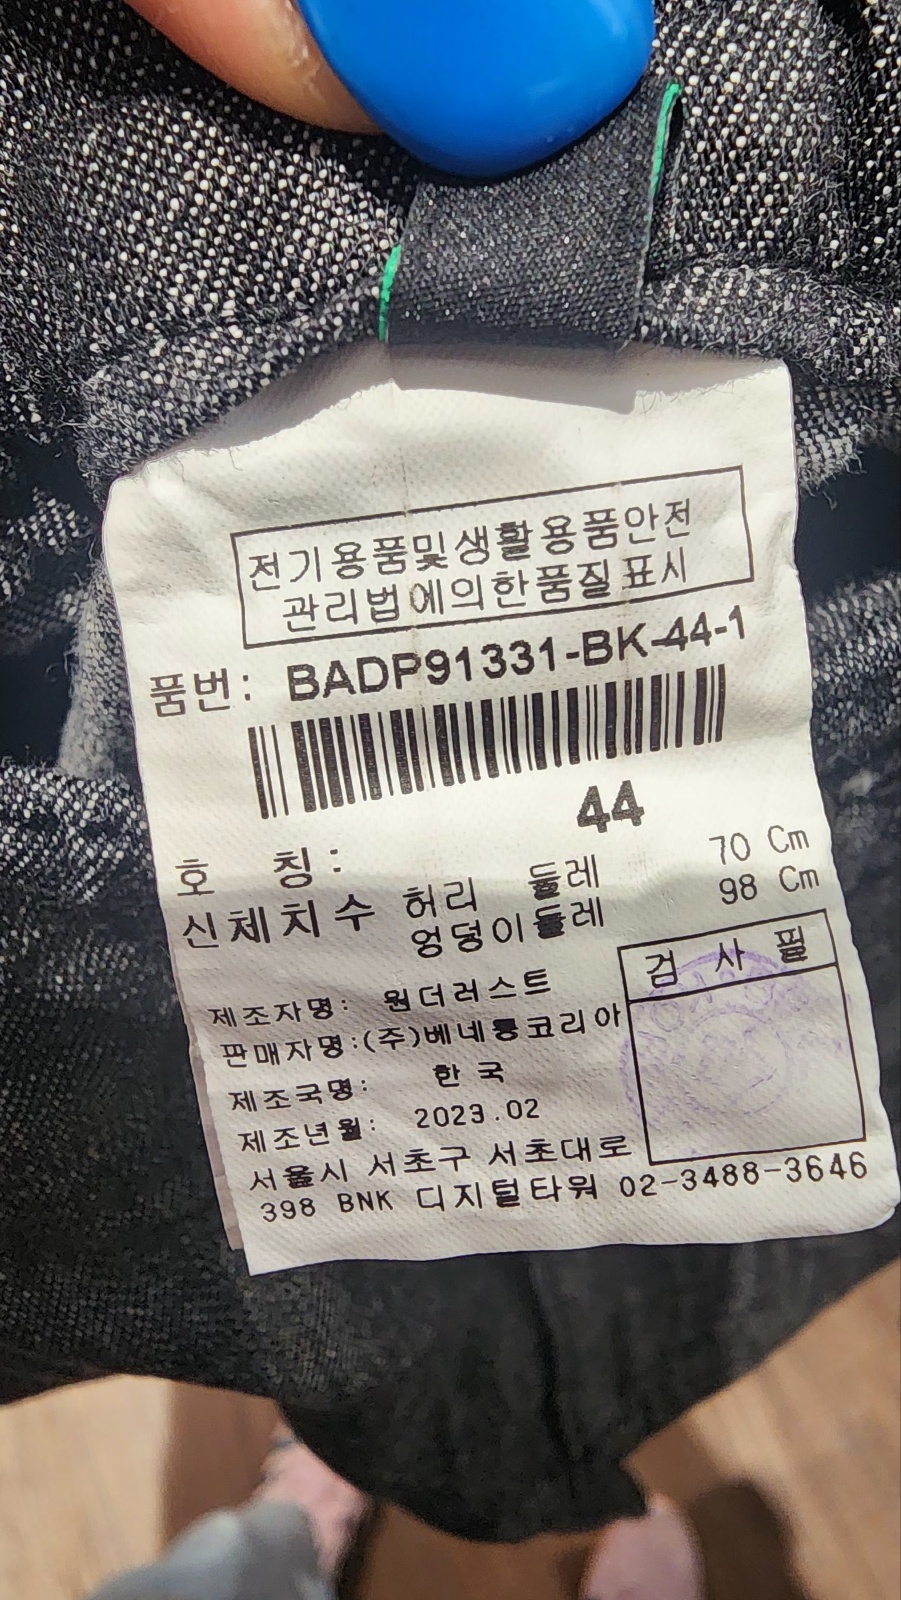 전기용품및생활용품안전
관리법에의한품질표시
품번: BADP91331-BK-44-1
44
호 칭:
신체치수 허리 둘레 70 Cm
엉덩이둘레 98 Cm
검 사 필
제조자명: 원더러스트
판매자명:(주)베네통코리아
제조국명: 한국
제조년월: 2023.02
서울시 서초구 서초대로
398 BNK 디지털타워 02-3488-3646